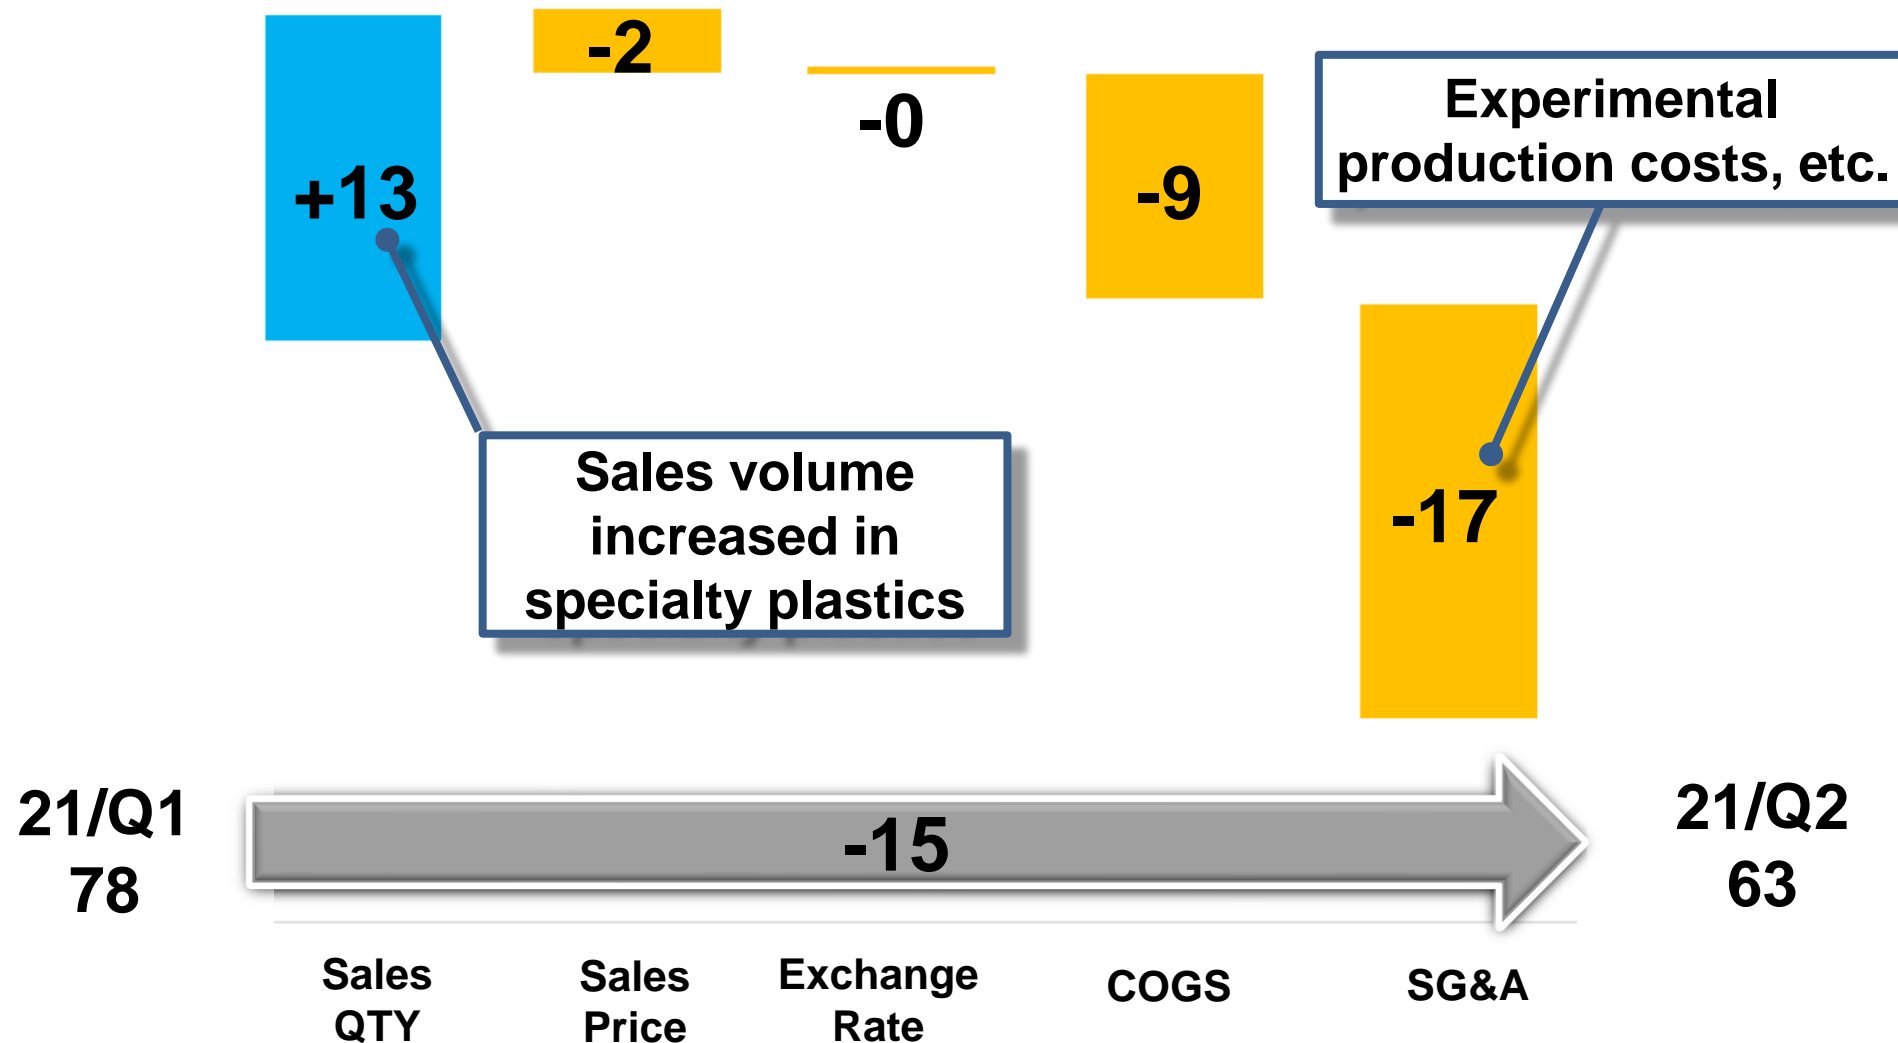 +13
-2
-0
-9
-17
Experimental
production costs, etc.
Sales volume
increased in
specialty plastics
21/Q1
78
-15
21/Q2
63
Sales
QTY
Sales
Price
Exchange
Rate
COGS
SG&A